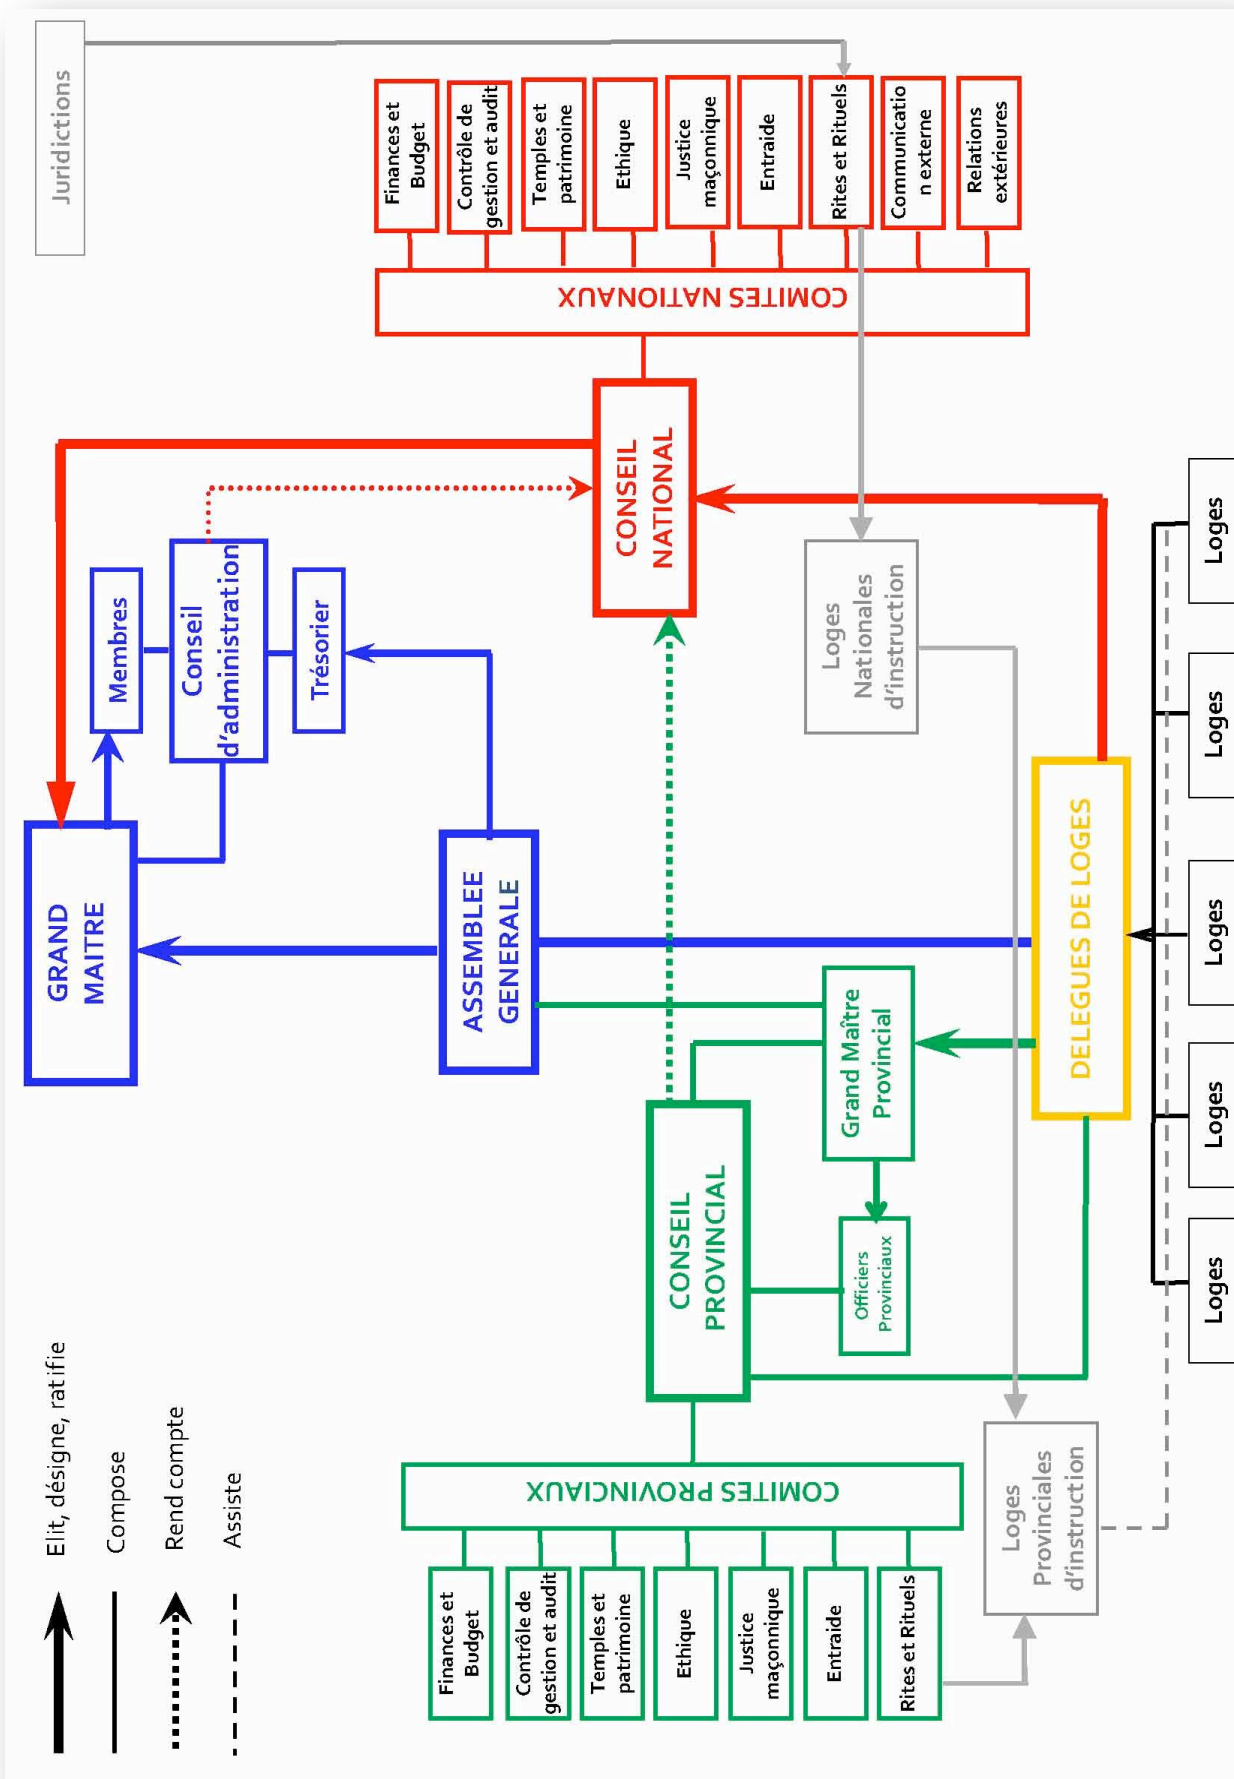 Elit, désigne, ratifie
Compose
Rend compte
Assiste
GRAND
MAITRE
Membres
Conseil
d'administration
Trésorier
Juridictions
ASSEMBLEE
GENERALE
CONSEIL
NATIONAL
COMITES NATIONAUX
Finances et
Budget
Contrôle de
gestion et audit
Temples et
patrimoine
Ethique
Justice
maçonnique
Entraide
Rites et Rituels
Communicatio
n externe
Relations
extérieures
COMITES PROVINCIAUX
Finances et
Budget
Contrôle de
gestion et audit
Temples et
patrimoine
Ethique
Justice
maçonnique
Entraide
Rites et Rituels
CONSEIL
PROVINCIAL
Grand Maître
Provincial
Officiers
Provinciaux
Loges
Nationales
d'instruction
Loges
Provinciales
d'instruction
DELEGUES DE LOGES
Loges
Loges
Loges
Loges
Loges